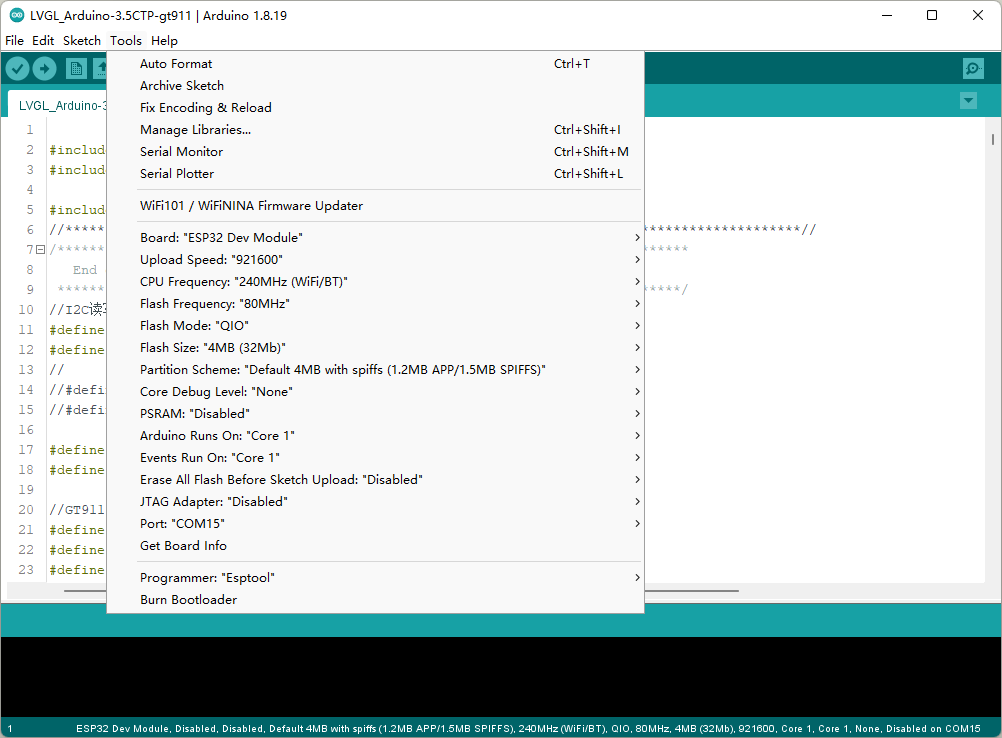 LVGL_Arduino-3.5CTP-gt911 | Arduino 1.8.19
File Edit Sketch Tools Help
LVGL_Arduino-3
Auto Format Ctrl+T
Archive Sketch
Fix Encoding & Reload
Manage Libraries... Ctrl+Shift+I
Serial Monitor Ctrl+Shift+M
Serial Plotter Ctrl+Shift+L
WiFi101 / WiFiNINA Firmware Updater
Board: "ESP32 Dev Module"
Upload Speed: "921600"
CPU Frequency: "240MHz (WiFi/BT)"
Flash Frequency: "80MHz"
Flash Mode: "QIO"
Flash Size: "4MB (32Mb)"
Partition Scheme: "Default 4MB with spiffs (1.2MB APP/1.5MB SPIFFS)"
Core Debug Level: "None"
PSRAM: "Disabled"
Arduino Runs On: "Core 1"
Events Run On: "Core 1"
Erase All Flash Before Sketch Upload: "Disabled"
JTAG Adapter: "Disabled"
Port: "COM15"
Get Board Info
Programmer: "Esptool"
Burn Bootloader
1
2 #includ
3 #includ
4
5 #includ
6 //***** ********************//
7 /****** *****
8 End
9 ****** *****/
10 //I2C读
11 #define
12 #define
13 //
14 //#defi
15 //#defi
16
17 #define
18 #define
19
20 //GT911
21 #define
22 #define
23 #define
1 ESP32 Dev Module, Disabled, Disabled, Default 4MB with spiffs (1.2MB APP/1.5MB SPIFFS), 240MHz (WiFi/BT), QIO, 80MHz, 4MB (32Mb), 921600, Core 1, Core 1, None, Disabled on COM15